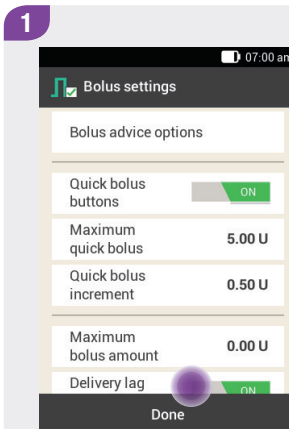 1
07:00 am
Bolus settings
Bolus advice options
Quick bolus
buttons
ON
Maximum
quick bolus
5.00 U
Quick bolus
increment
0.50 U
Maximum
bolus amount
0.00 U
Delivery lag
ON
Done